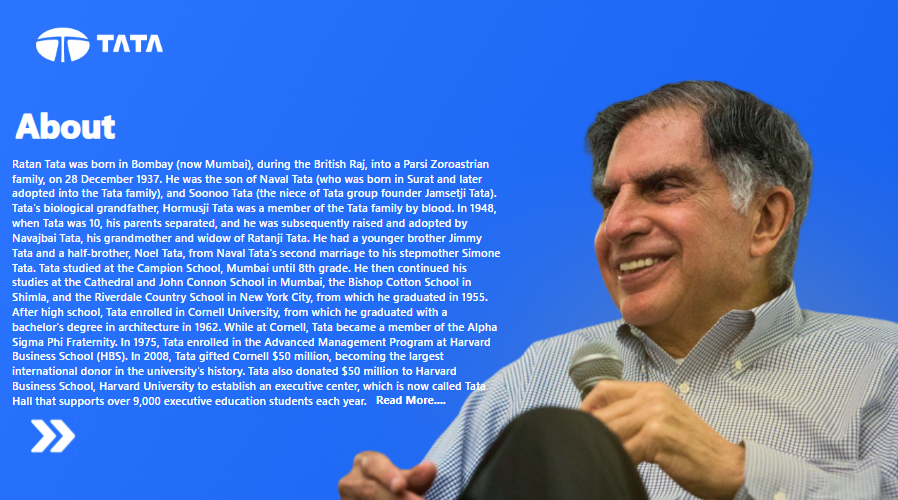 TATA
About
Ratan Tata was born in Bombay (now Mumbai), during the British Raj, into a Parsi Zoroastrian
family, on 28 December 1937. He was the son of Naval Tata (who was born in Surat and later
adopted into the Tata family), and Soonoo Tata (the niece of Tata group founder Jamsetji Tata).
Tata's biological grandfather, Hormusji Tata was a member of the Tata family by blood. In 1948,
when Tata was 10, his parents separated, and he was subsequently raised and adopted by
Navajbai Tata, his grandmother and widow of Ratanji Tata. He had a younger brother Jimmy
Tata and a half-brother, Noel Tata, from Naval Tata's second marriage to his stepmother Simone
Tata. Tata studied at the Campion School, Mumbai until 8th grade. He then continued his
studies at the Cathedral and John Connon School in Mumbai, the Bishop Cotton School in
Shimla, and the Riverdale Country School in New York City, from which he graduated in 1955.
After high school, Tata enrolled in Cornell University, from which he graduated with a
bachelor's degree in architecture in 1962. While at Cornell, Tata became a member of the Alpha
Sigma Phi Fraternity. In 1975, Tata enrolled in the Advanced Management Program at Harvard
Business School (HBS). In 2008, Tata gifted Cornell $50 million, becoming the largest
international donor in the university's history. Tata also donated $50 million to Harvard
Business School, Harvard University to establish an executive center, which is now called Tata
Hall that supports over 9,000 executive education students each year. Read More....